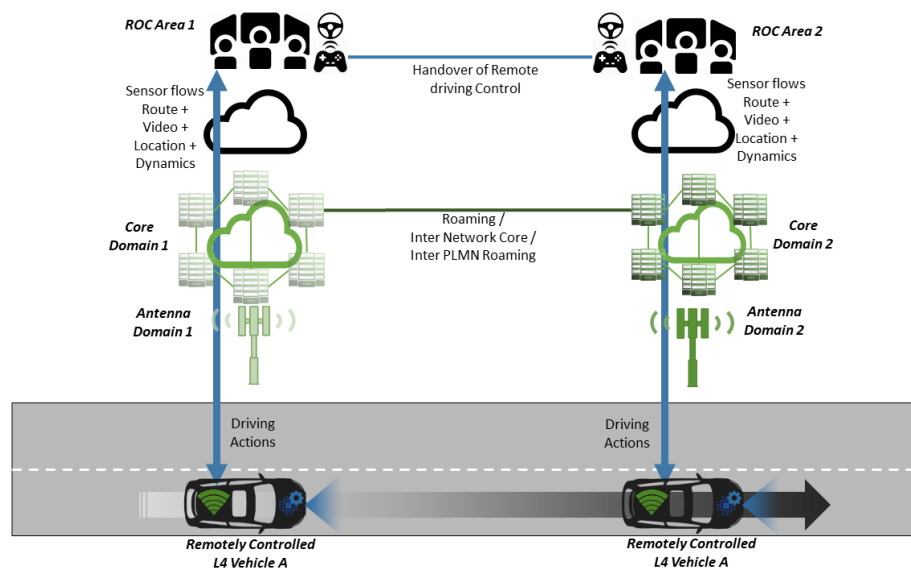 ROC Area 1
ROC Area 2
Handover of Remote
driving Control
Sensor flows
Route +
Video +
Location +
Dynamics
Sensor flows
Route +
Video +
Location +
Dynamics
Core
Domain 1
Roaming /
Inter Network Core /
Inter PLMN Roaming
Core
Domain 2
Antenna
Domain 1
Antenna
Domain 2
Driving
Actions
Driving
Actions
Remotely Controlled
L4 Vehicle A
Remotely Controlled
L4 Vehicle A